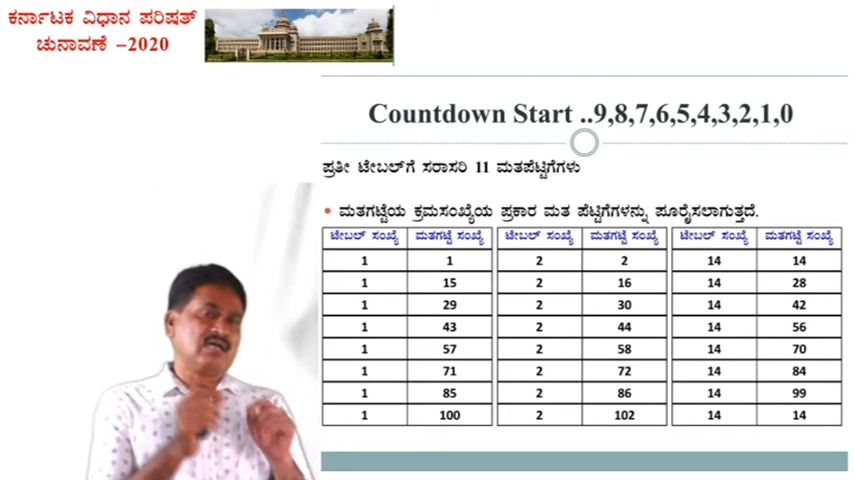 ಕರ್ನಾಟಕ ವಿಧಾನ ಪರಿಷತ್
ಚುನಾವಣೆ –2020
Countdown Start ..9,8,7,6,5,4,3,2,1,0
ಪ್ರತೀ ಟೇಬಲ್‌ಗೆ ಸರಾಸರಿ 11 ಮತಪೆಟ್ಟಿಗೆಗಳು
• ಮತಗಟ್ಟೆಯ ಕ್ರಮಸಂಖ್ಯೆಯ ಪ್ರಕಾರ ಮತ ಪೆಟ್ಟಿಗೆಗಳನ್ನು ಪೂರೈಸಲಾಗುತ್ತದೆ.
ಟೇಬಲ್ ಸಂಖ್ಯೆ ಮತಗಟ್ಟೆ ಸಂಖ್ಯೆ ಟೇಬಲ್ ಸಂಖ್ಯೆ ಮತಗಟ್ಟೆ ಸಂಖ್ಯೆ ಟೇಬಲ್ ಸಂಖ್ಯೆ ಮತಗಟ್ಟೆ ಸಂಖ್ಯೆ
1 1 2 2 14 14
1 15 2 16 14 28
1 29 2 30 14 42
1 43 2 44 14 56
1 57 2 58 14 70
1 71 2 72 14 84
1 85 2 86 14 99
1 100 2 102 14 14